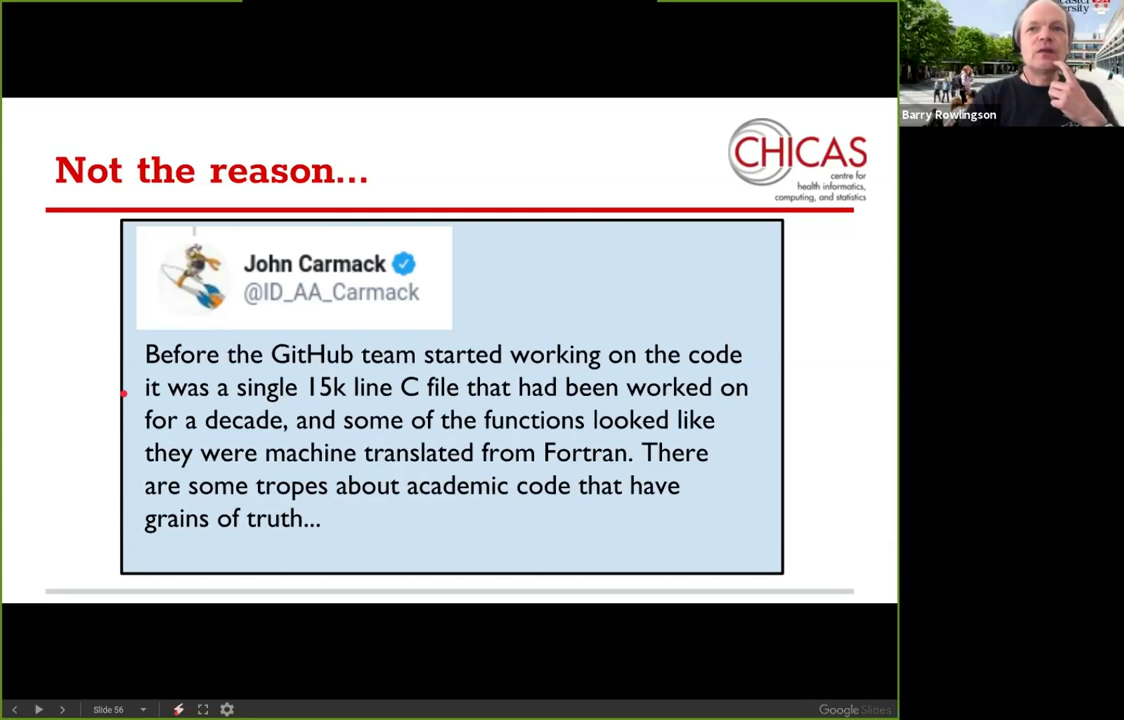 Not the reason...
CHICAS
centre for
health informatics,
computing, and statistics
John Carmack
@ID_AA_Carmack
Before the GitHub team started working on the code
it was a single 15k line C file that had been worked on
for a decade, and some of the functions looked like
they were machine translated from Fortran. There
are some tropes about academic code that have
grains of truth...
Barry Rowlingson
Slide 56
Google Slides